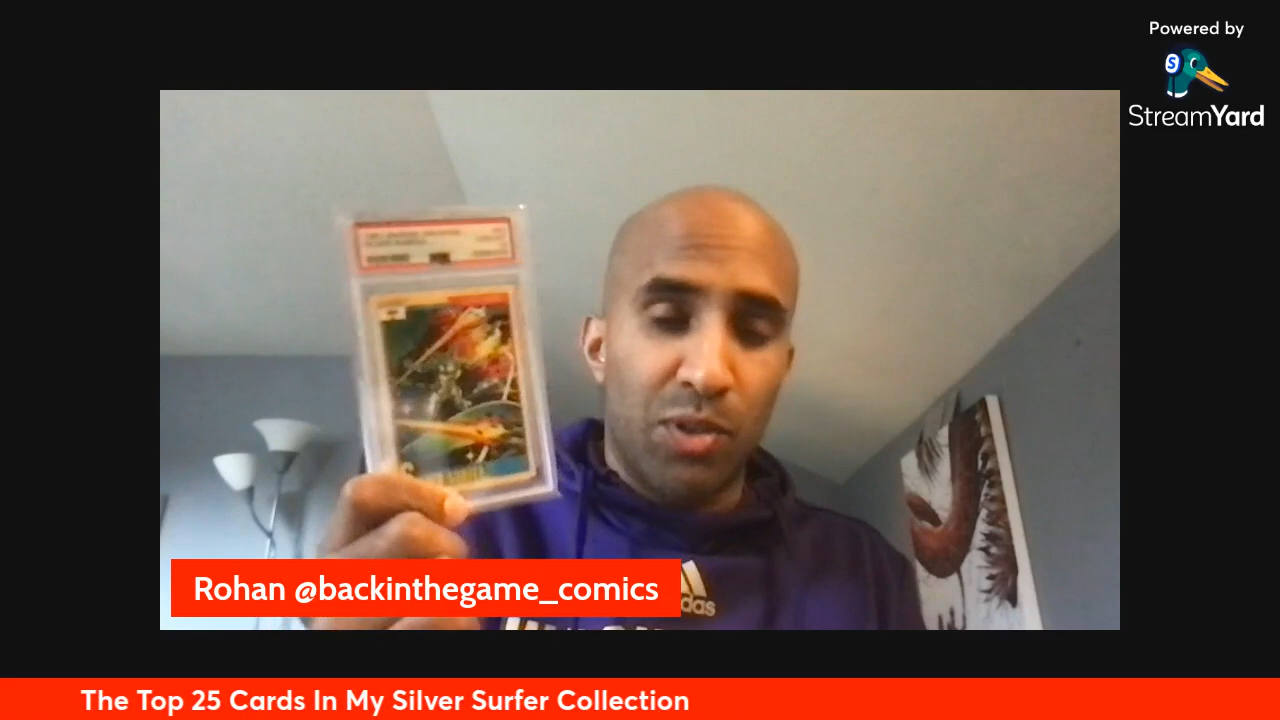 Powered by
StreamYard
Rohan @backinthegame_comics
The Top 25 Cards In My Silver Surfer Collection